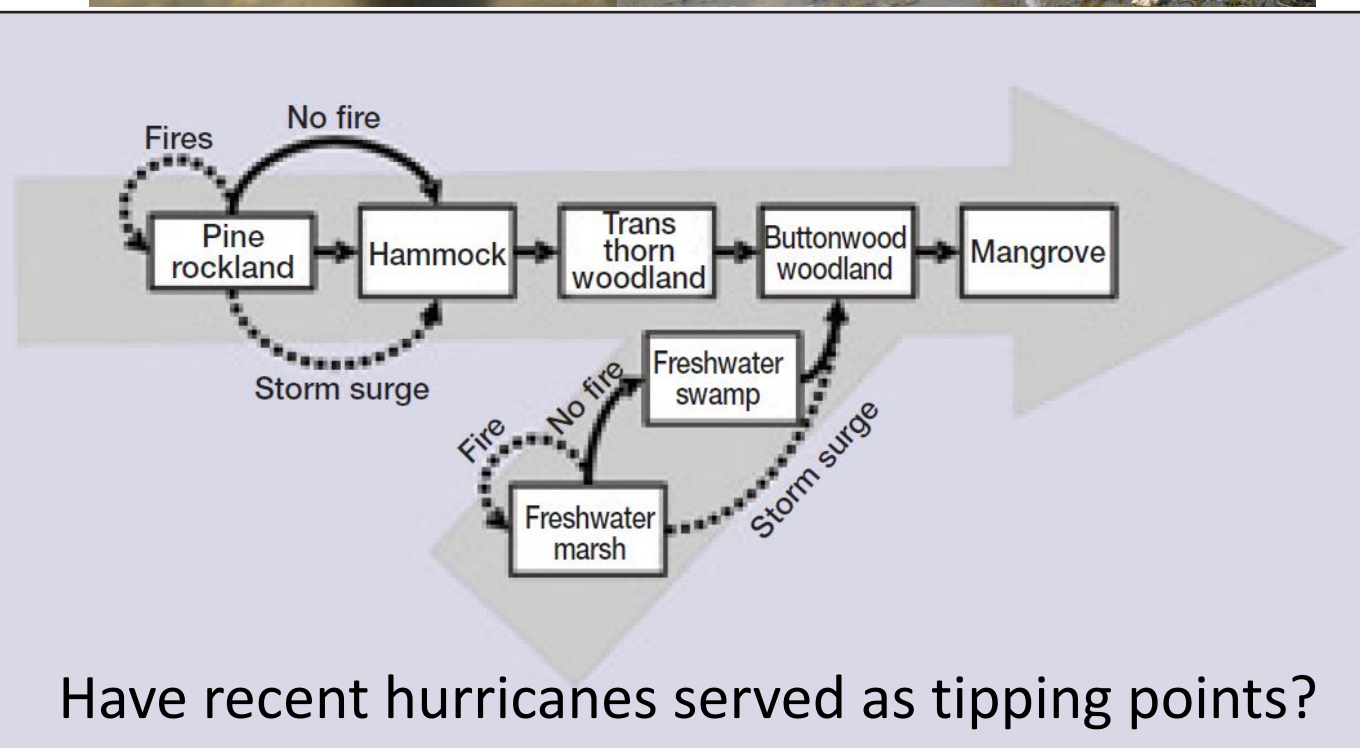 No fire
Fires
Pine
rockland
Hammock
Trans
thorn
woodland
Buttonwood
woodland
Mangrove
Storm surge
Freshwater
swamp
No fire
Fire
Storm surge
Freshwater
marsh
Have recent hurricanes served as tipping points?